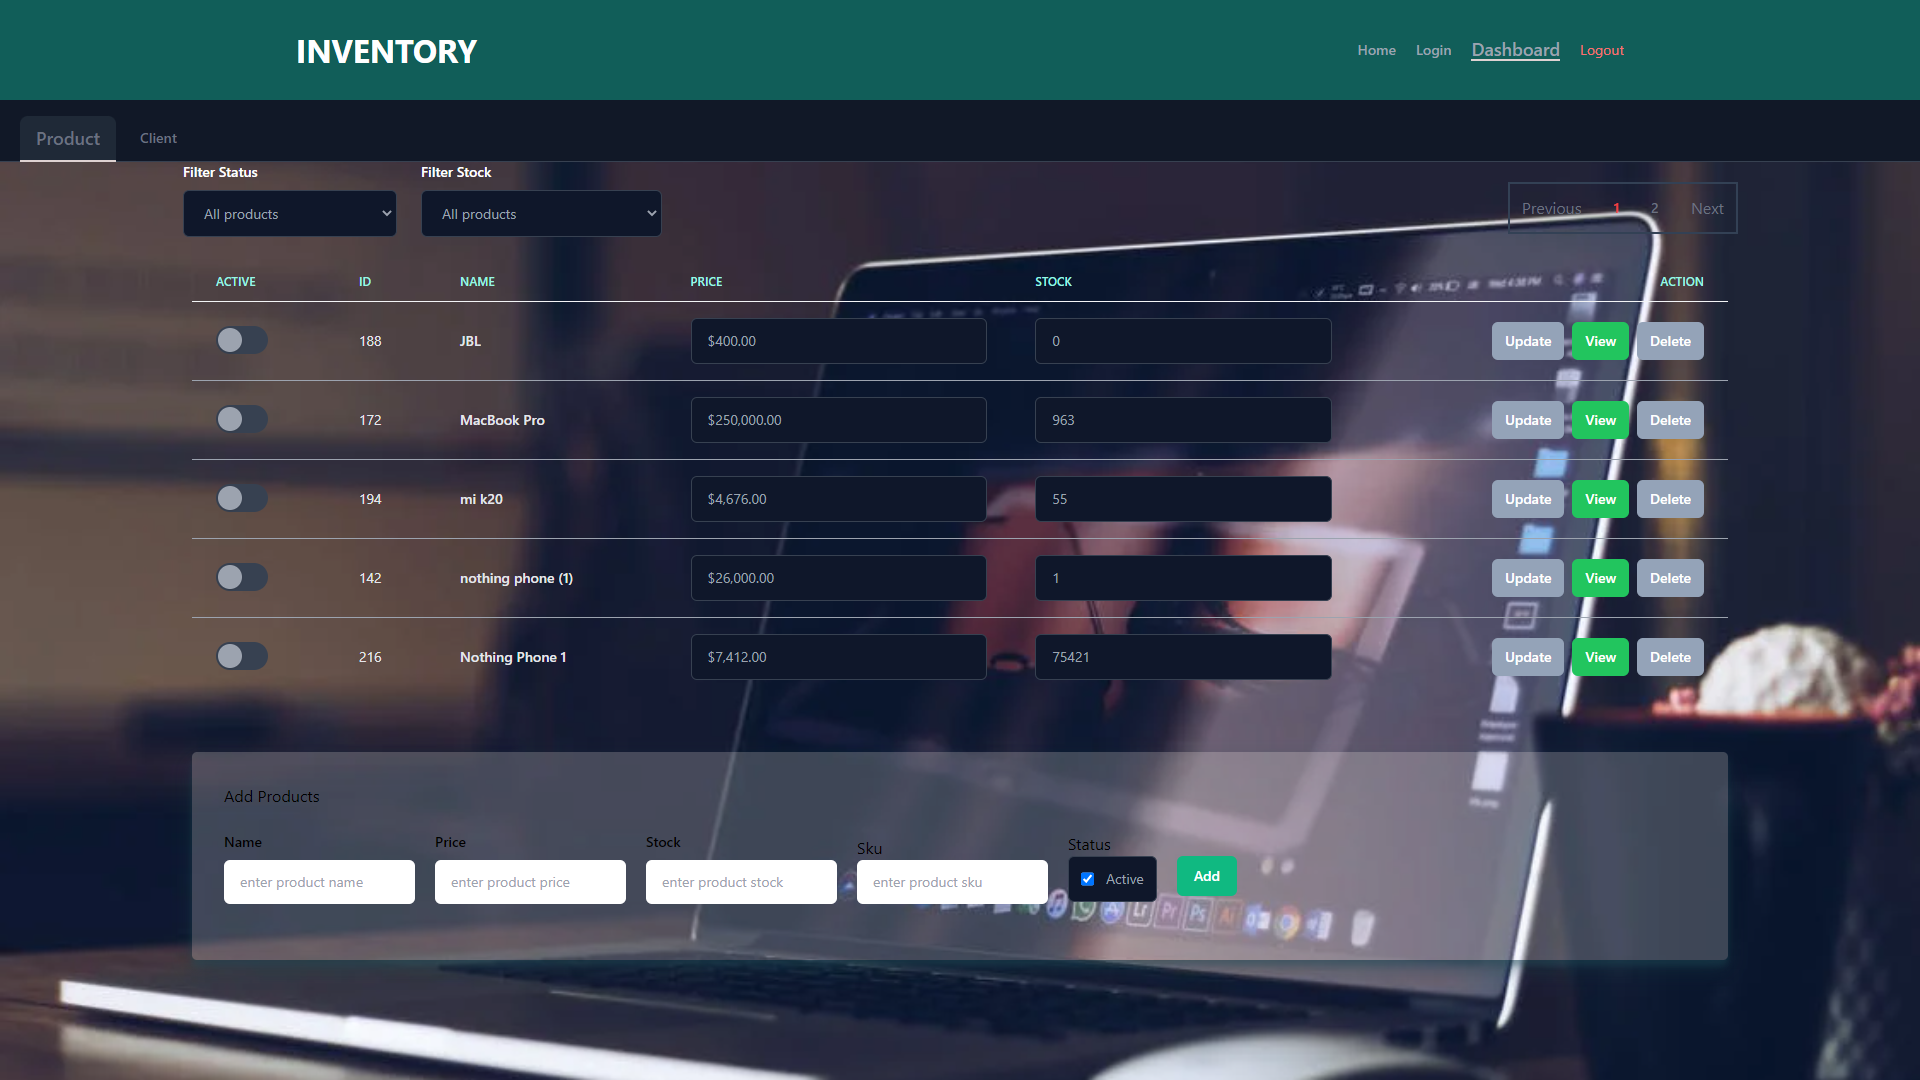 INVENTORY
Home Login Dashboard Logout
Product Client
Filter Status Filter Stock
All products All products
Previous 1 2 Next
ACTIVE ID NAME PRICE STOCK ACTION
188 JBL $400.00 0 Update View Delete
172 MacBook Pro $250,000.00 963 Update View Delete
194 mi k20 $4,676.00 55 Update View Delete
142 nothing phone (1) $26,000.00 1 Update View Delete
216 Nothing Phone 1 $7,412.00 75421 Update View Delete
Add Products
Name Price Stock Sku Status
enter product name enter product price enter product stock enter product sku Active Add
Lr Pr Ps Ai